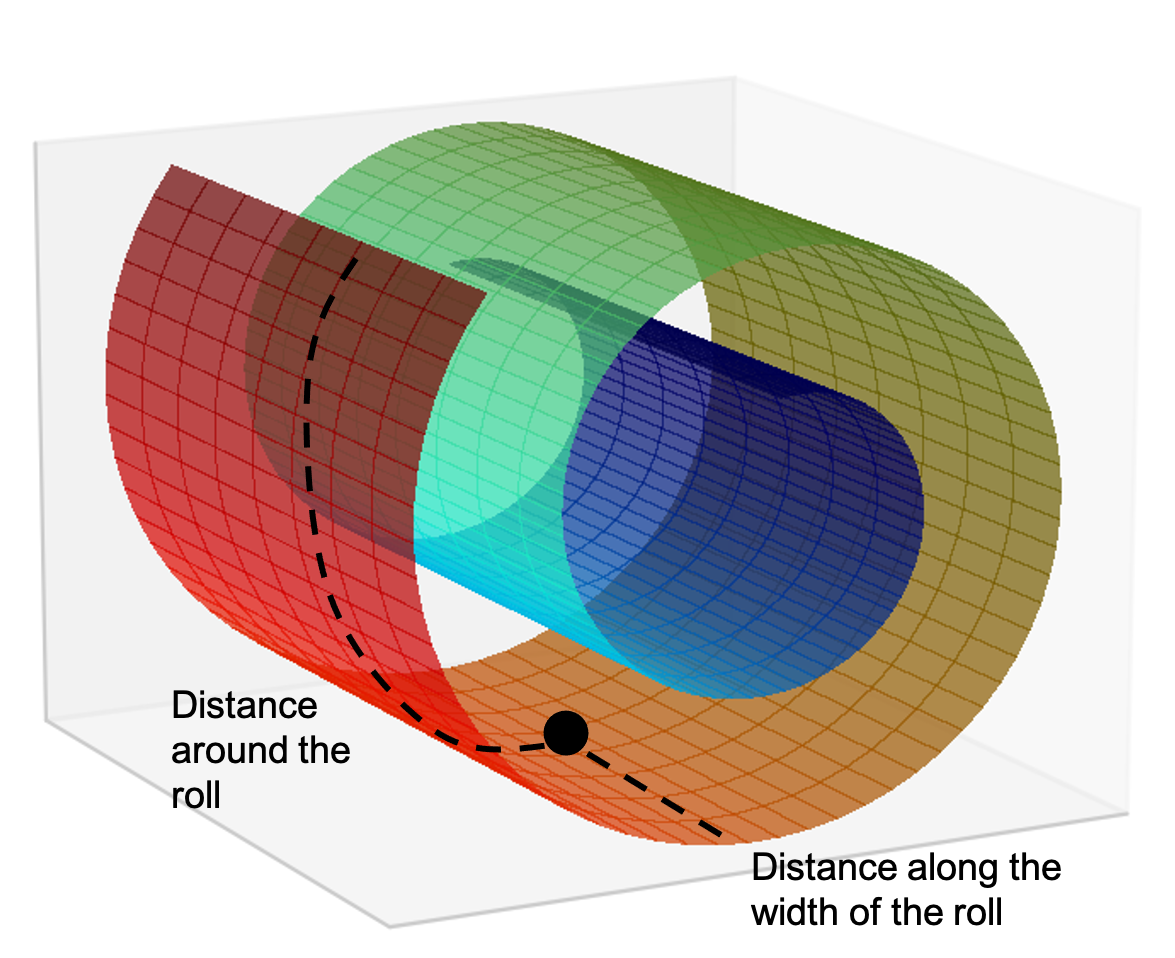 Distance
around the
roll
Distance along the
width of the roll